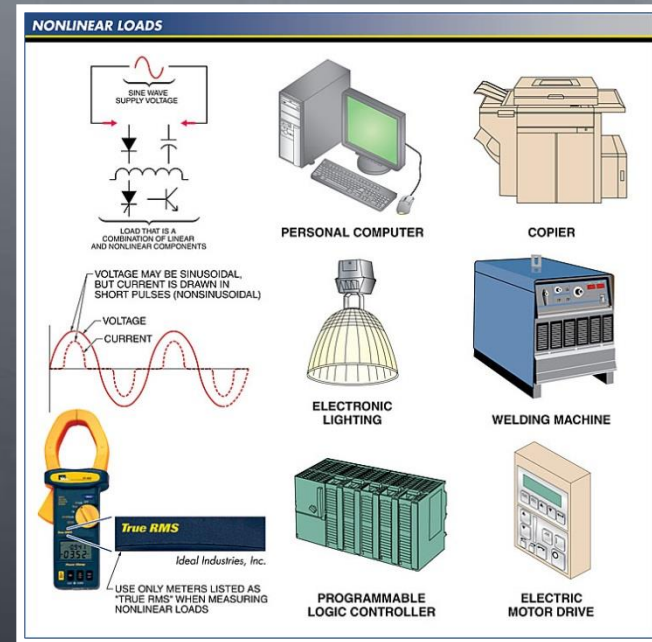 NONLINEAR LOADS
SINE WAVE
SUPPLY VOLTAGE
LOAD THAT IS A
COMBINATION OF LINEAR
AND NONLINEAR COMPONENTS
PERSONAL COMPUTER
COPIER
VOLTAGE MAY BE SINUSOIDAL,
BUT CURRENT IS DRAWN IN
SHORT PULSES (NONSINUSOIDAL)
VOLTAGE
CURRENT
ELECTRONIC
LIGHTING
WELDING MACHINE
True RMS
Ideal Industries, Inc.
USE ONLY METERS LISTED AS
"TRUE RMS" WHEN MEASURING
NONLINEAR LOADS
PROGRAMMABLE
LOGIC CONTROLLER
ELECTRIC
MOTOR DRIVE